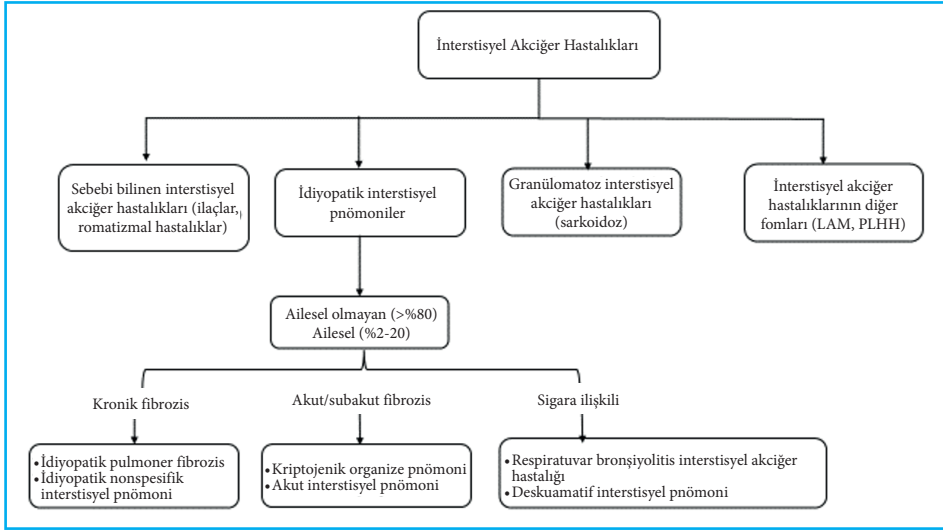 İnterstisyel Akciğer Hastalıkları
Sebebi bilinen interstisyel
akciğer hastalıkları (ilaçlar,
romatizmal hastalıklar)
İdiyopatik interstisyel
pnömoniler
Granülomatoz interstisyel
akciğer hastalıkları
(sarkoidoz)
İnterstisyel akciğer
hastalıklarının diğer
fomları (LAM, PLHH)
Ailesel olmayan (>%80)
Ailesel (%2-20)
Kronik fibrozis
Akut/subakut fibrozis
Sigara ilişkili
•İdiyopatik pulmoner fibrozis
•İdiyopatik nonspesifik
interstisyel pnömoni
•Kriptojenik organize pnömoni
•Akut interstisyel pnömoni
•Respiratuvar bronşiyolitis interstisyel akciğer
hastalığı
•Deskuamatif interstisyel pnömoni